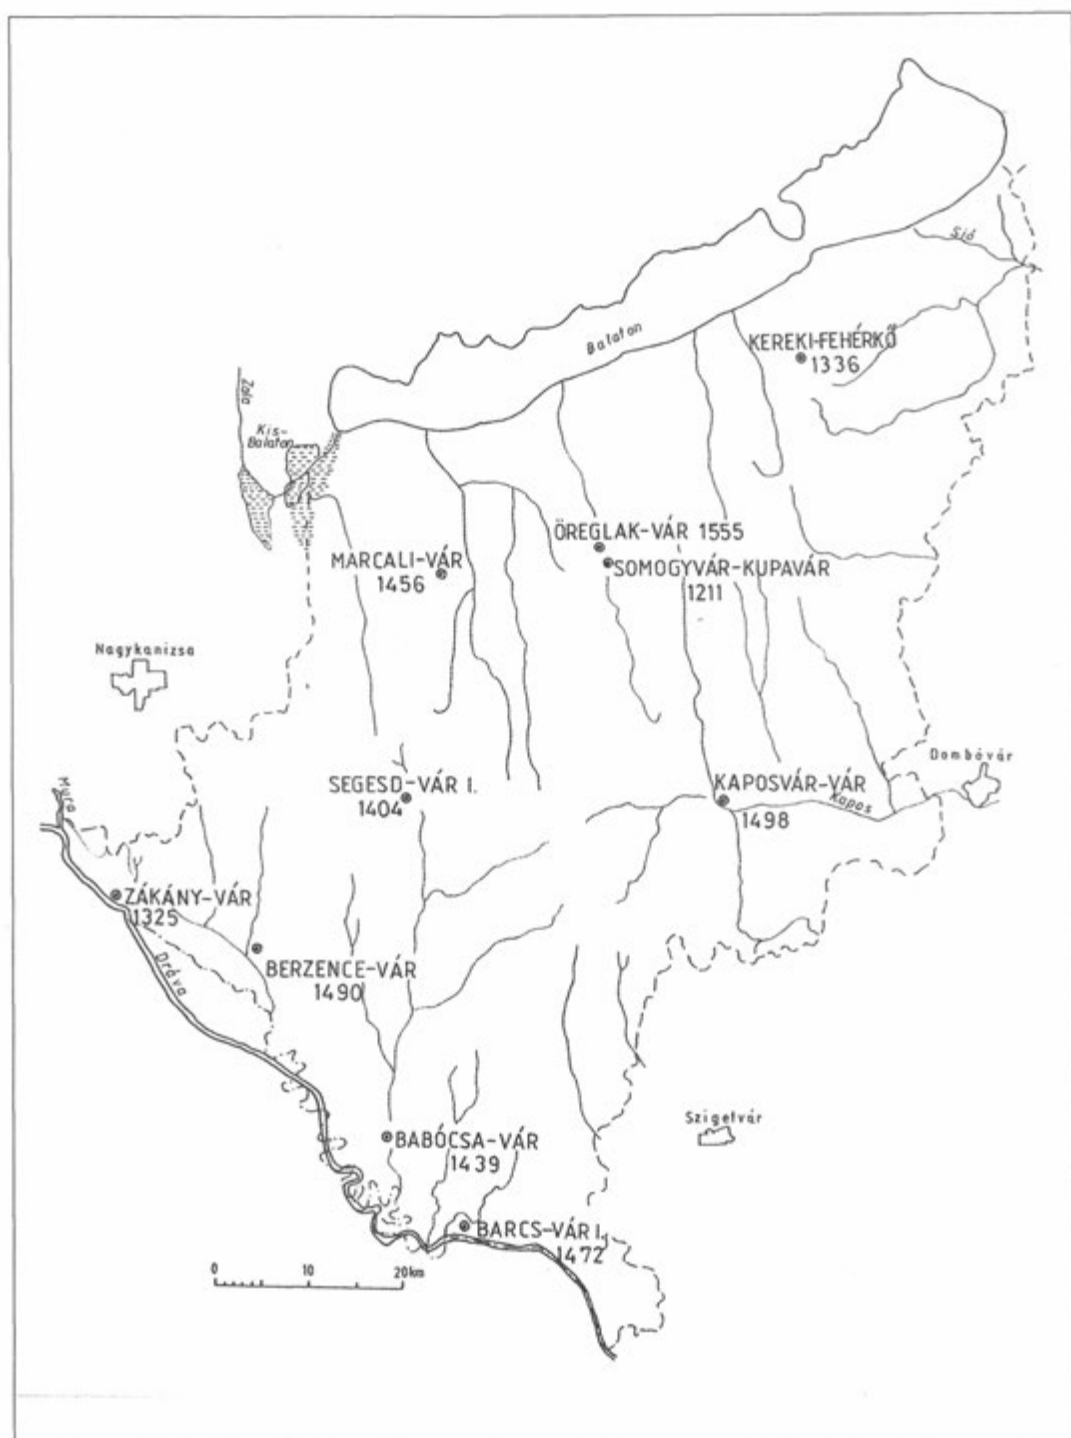 Sió
Balaton
KEREKI-FEHÉRKŐ
1336
Zala
Kis-
Balaton
ÖREGLAK-VÁR 1555
MARCALI-VÁR
1456
SOMOGYVÁR-KUPAVÁR
1211
Nagykanizsa
Dombóvár
SEGESD-VÁR I.
1404
KAPOSVÁR-VÁR
Kapos
1498
Mura
ZÁKÁNY-VÁR
1325
Dráva
BERZENCE-VÁR
1490
Szigetvár
BABÓCSA-VÁR
1439
BARCS-VÁR I.
1472
0 10 20km